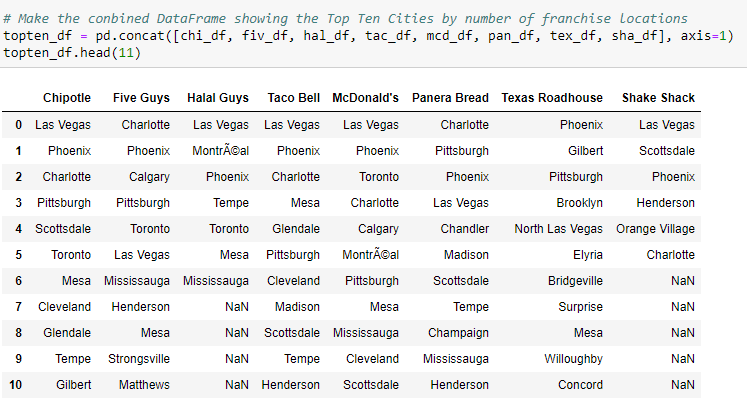 # Make the conbined DataFrame showing the Top Ten Cities by number of franchise Locations
topten_df = pd.concat([chi_df, fiv_df, hal_df, tac_df, mcd_df, pan_df, tex_df, sha_df], axis=1)
topten_df.head(11)
Chipotle Five Guys Halal Guys Taco Bell McDonald's Panera Bread Texas Roadhouse Shake Shack
0 Las Vegas Charlotte Las Vegas Las Vegas Las Vegas Charlotte Phoenix Las Vegas
1 Phoenix Phoenix MontrÃ©al Phoenix Phoenix Pittsburgh Gilbert Scottsdale
2 Charlotte Calgary Phoenix Charlotte Toronto Phoenix Pittsburgh Phoenix
3 Pittsburgh Pittsburgh Tempe Mesa Charlotte Las Vegas Brooklyn Henderson
4 Scottsdale Toronto Toronto Glendale Calgary Chandler North Las Vegas Orange Village
5 Toronto Las Vegas Mesa Pittsburgh MontrÃ©al Madison Elyria Charlotte
6 Mesa Mississauga Mississauga Cleveland Pittsburgh Scottsdale Bridgeville NaN
7 Cleveland Henderson NaN Madison Mesa Tempe Surprise NaN
8 Glendale Mesa NaN Scottsdale Mississauga Champaign Mesa NaN
9 Tempe Strongsville NaN Tempe Cleveland Mississauga Willoughby NaN
10 Gilbert Matthews NaN Henderson Scottsdale Henderson Concord NaN